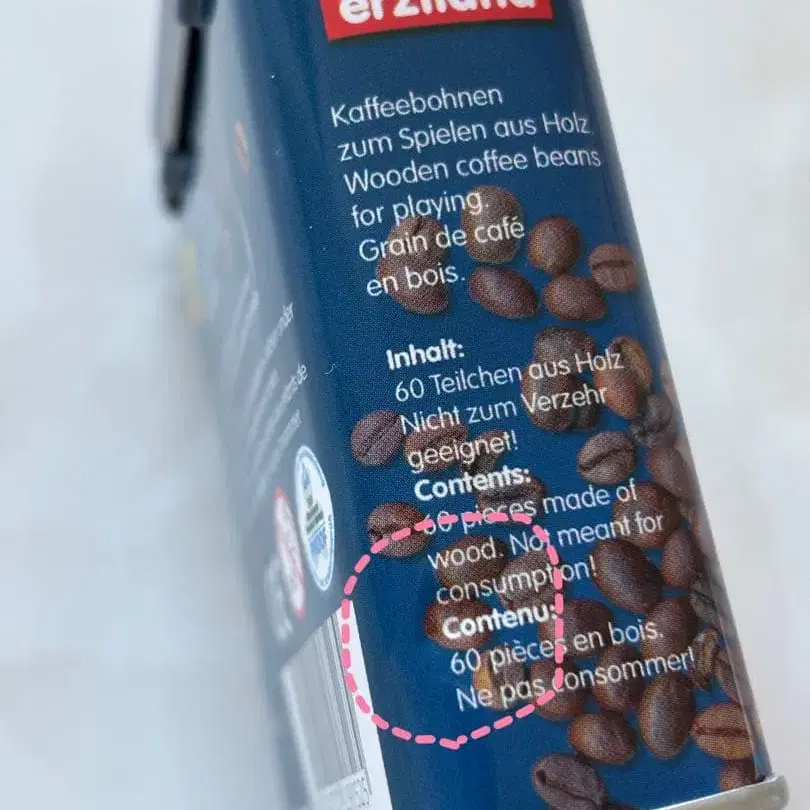 erziland
Kaffeebohnen
zum Spielen aus Holz.
Wooden coffee beans
for playing.
Grain de café
en bois.
Inhalt:
60 Teilchen aus Holz
Nicht zum Verzehr
geeignet!
Contents:
60 pieces made of
wood. Not meant for
consumption!
Contenu:
60 pièces en bois.
Ne pas consommer!